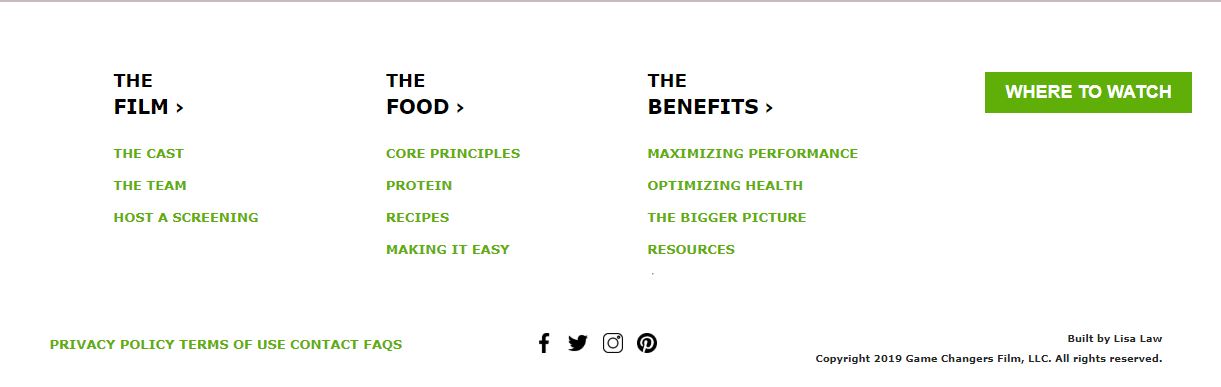 THE
FILM ›
THE CAST
THE TEAM
HOST A SCREENING
THE
FOOD ›
CORE PRINCIPLES
PROTEIN
RECIPES
MAKING IT EASY
THE
BENEFITS ›
MAXIMIZING PERFORMANCE
OPTIMIZING HEALTH
THE BIGGER PICTURE
RESOURCES
.
WHERE TO WATCH
PRIVACY POLICY TERMS OF USE CONTACT FAQS
Built by Lisa Law
Copyright 2019 Game Changers Film, LLC. All rights reserved.